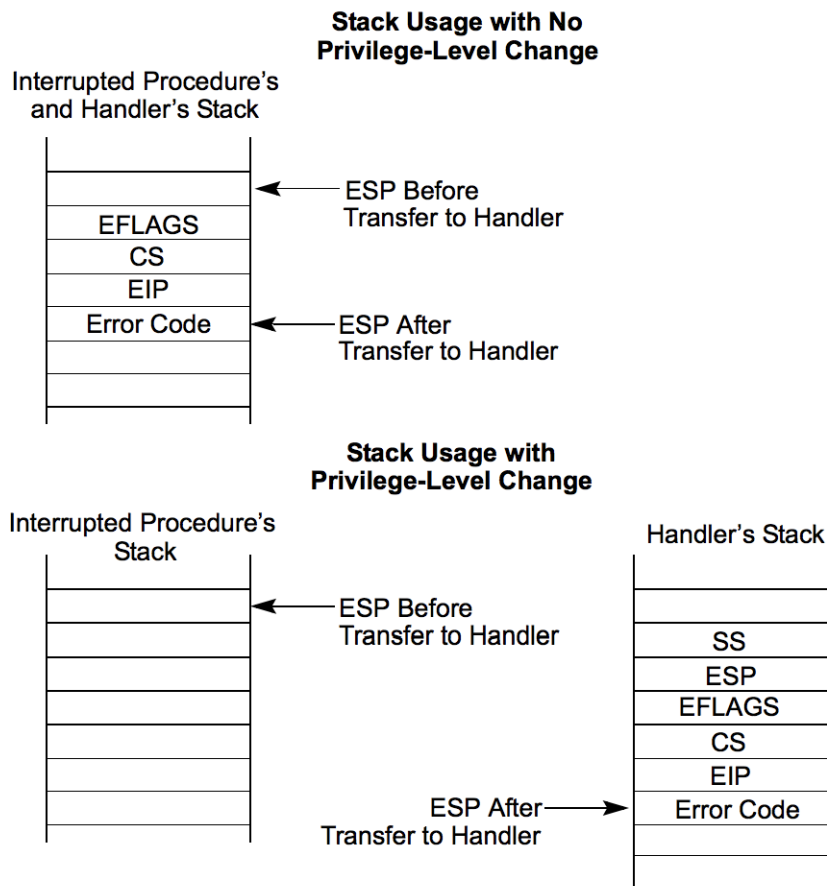 Stack Usage with No
Privilege-Level Change
Interrupted Procedure's
and Handler's Stack
ESP Before
Transfer to Handler
EFLAGS
CS
EIP
Error Code
ESP After
Transfer to Handler
Stack Usage with
Privilege-Level Change
Interrupted Procedure's
Stack
Handler's Stack
ESP Before
Transfer to Handler
SS
ESP
EFLAGS
CS
EIP
Error Code
ESP After
Transfer to Handler